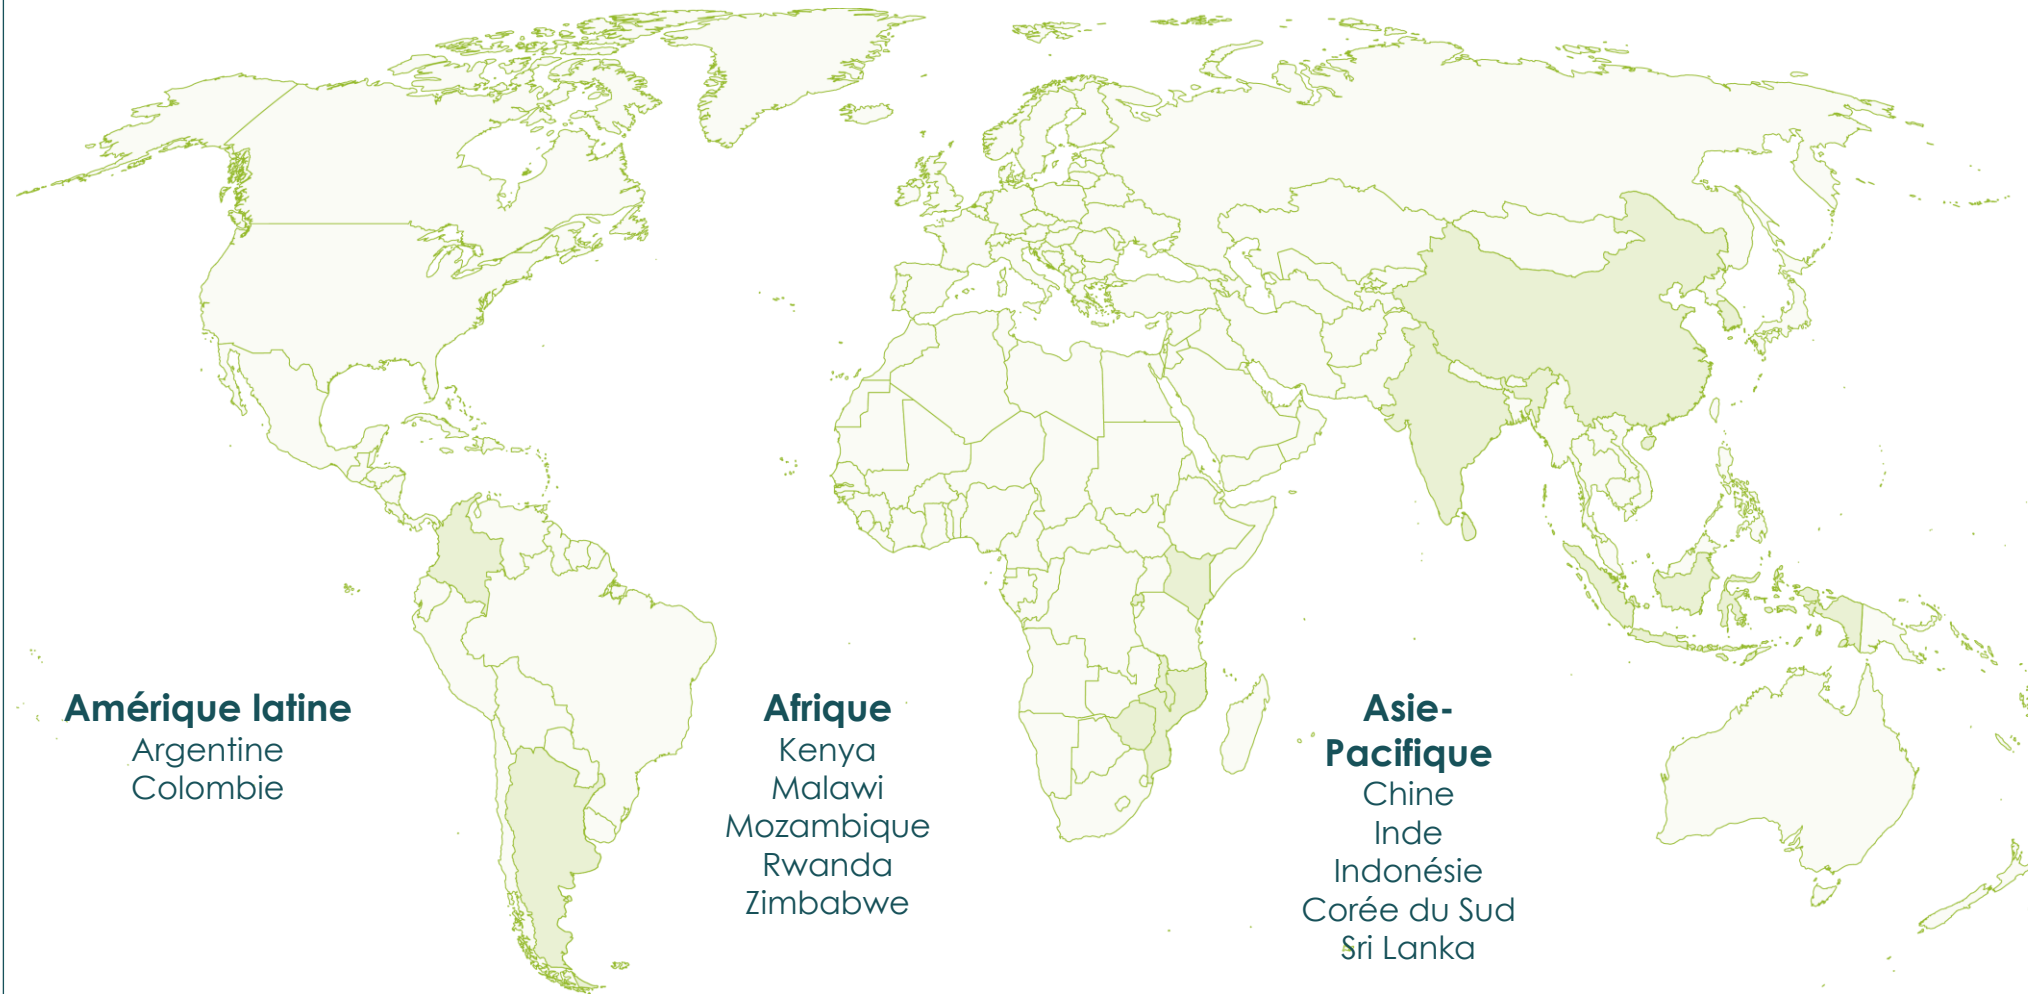 Amérique latine
Argentine
Colombie
Afrique
Kenya
Malawi
Mozambique
Rwanda
Zimbabwe
Asie-
Pacifique
Chine
Inde
Indonésie
Corée du Sud
Sri Lanka